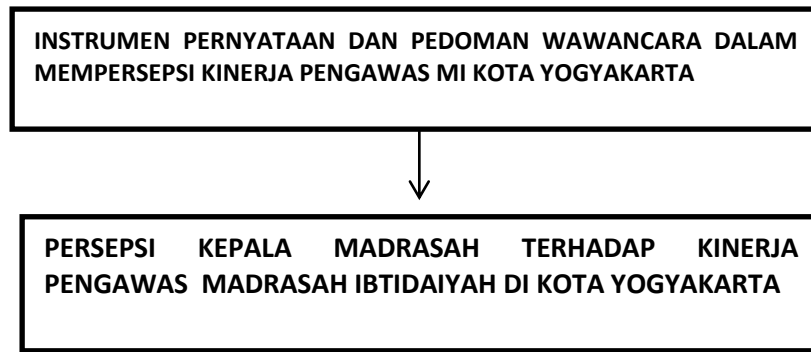 INSTRUMEN PERNYATAAN DAN PEDOMAN WAWANCARA DALAM
MEMPERSEPSI KINERJA PENGAWAS MI KOTA YOGYAKARTA
PERSEPSI KEPALA MADRASAH TERHADAP KINERJA
PENGAWAS MADRASAH IBTIDAIYAH DI KOTA YOGYAKARTA